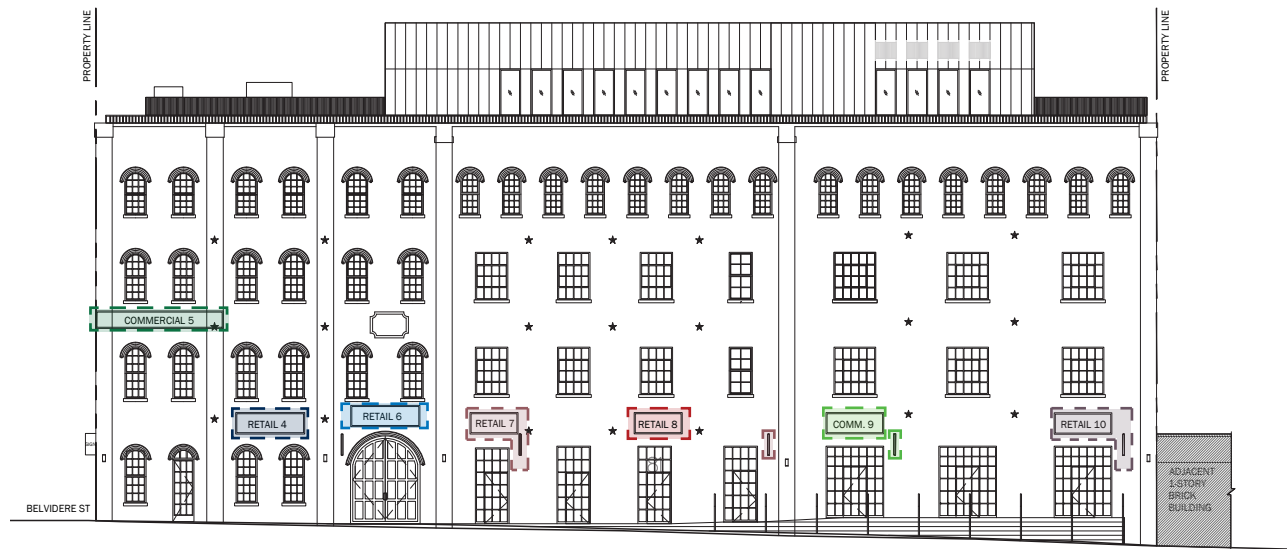 PROPERTY LINE
PROPERTY LINE
COMMERCIAL 5
RETAIL 4
RETAIL 6
RETAIL 7
RETAIL 8
COMM. 9
RETAIL 10
SIGN
BELVIDERE ST
ADJACENT
1-STORY
BRICK
BUILDING